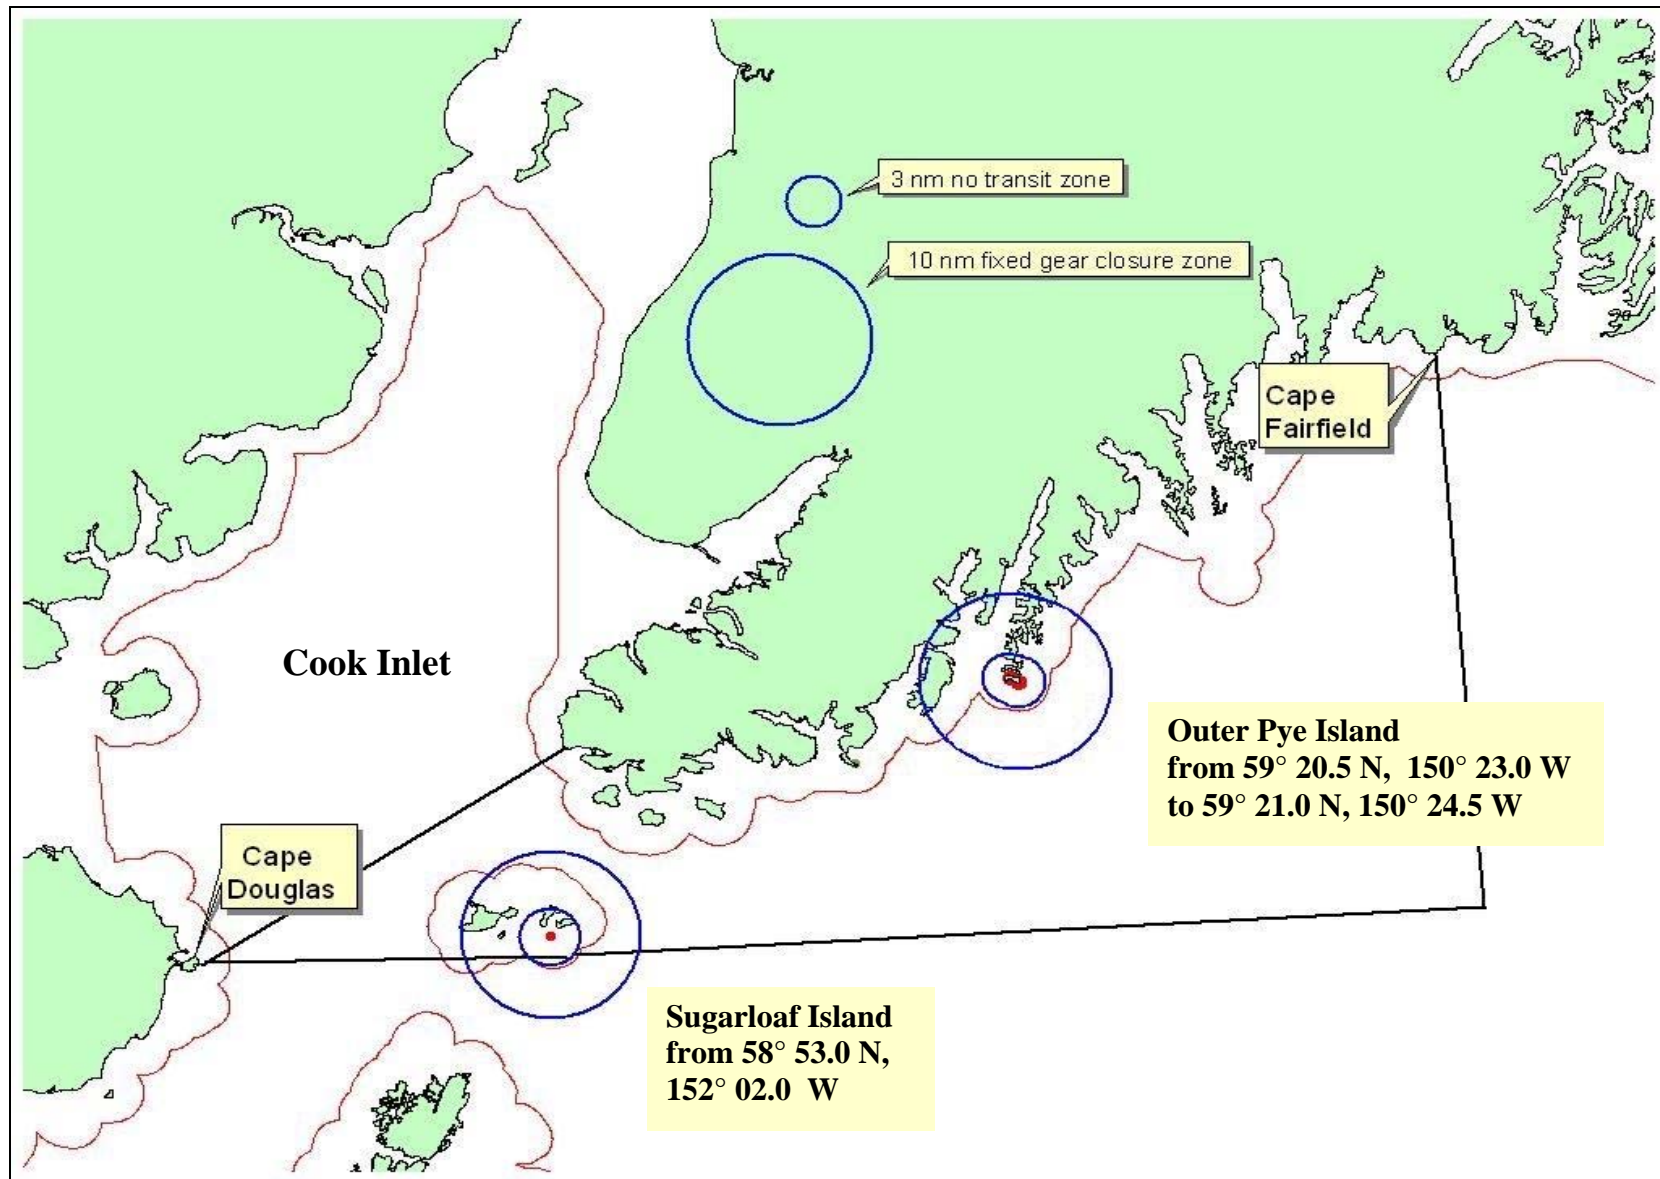 3 nm no transit zone
10 nm fixed gear closure zone
Cape
Fairfield
Cook Inlet
Outer Pye Island
from 59° 20.5 N,  150° 23.0 W
to 59° 21.0 N, 150° 24.5 W
Cape
Douglas
Sugarloaf Island
from 58° 53.0 N,
152° 02.0  W